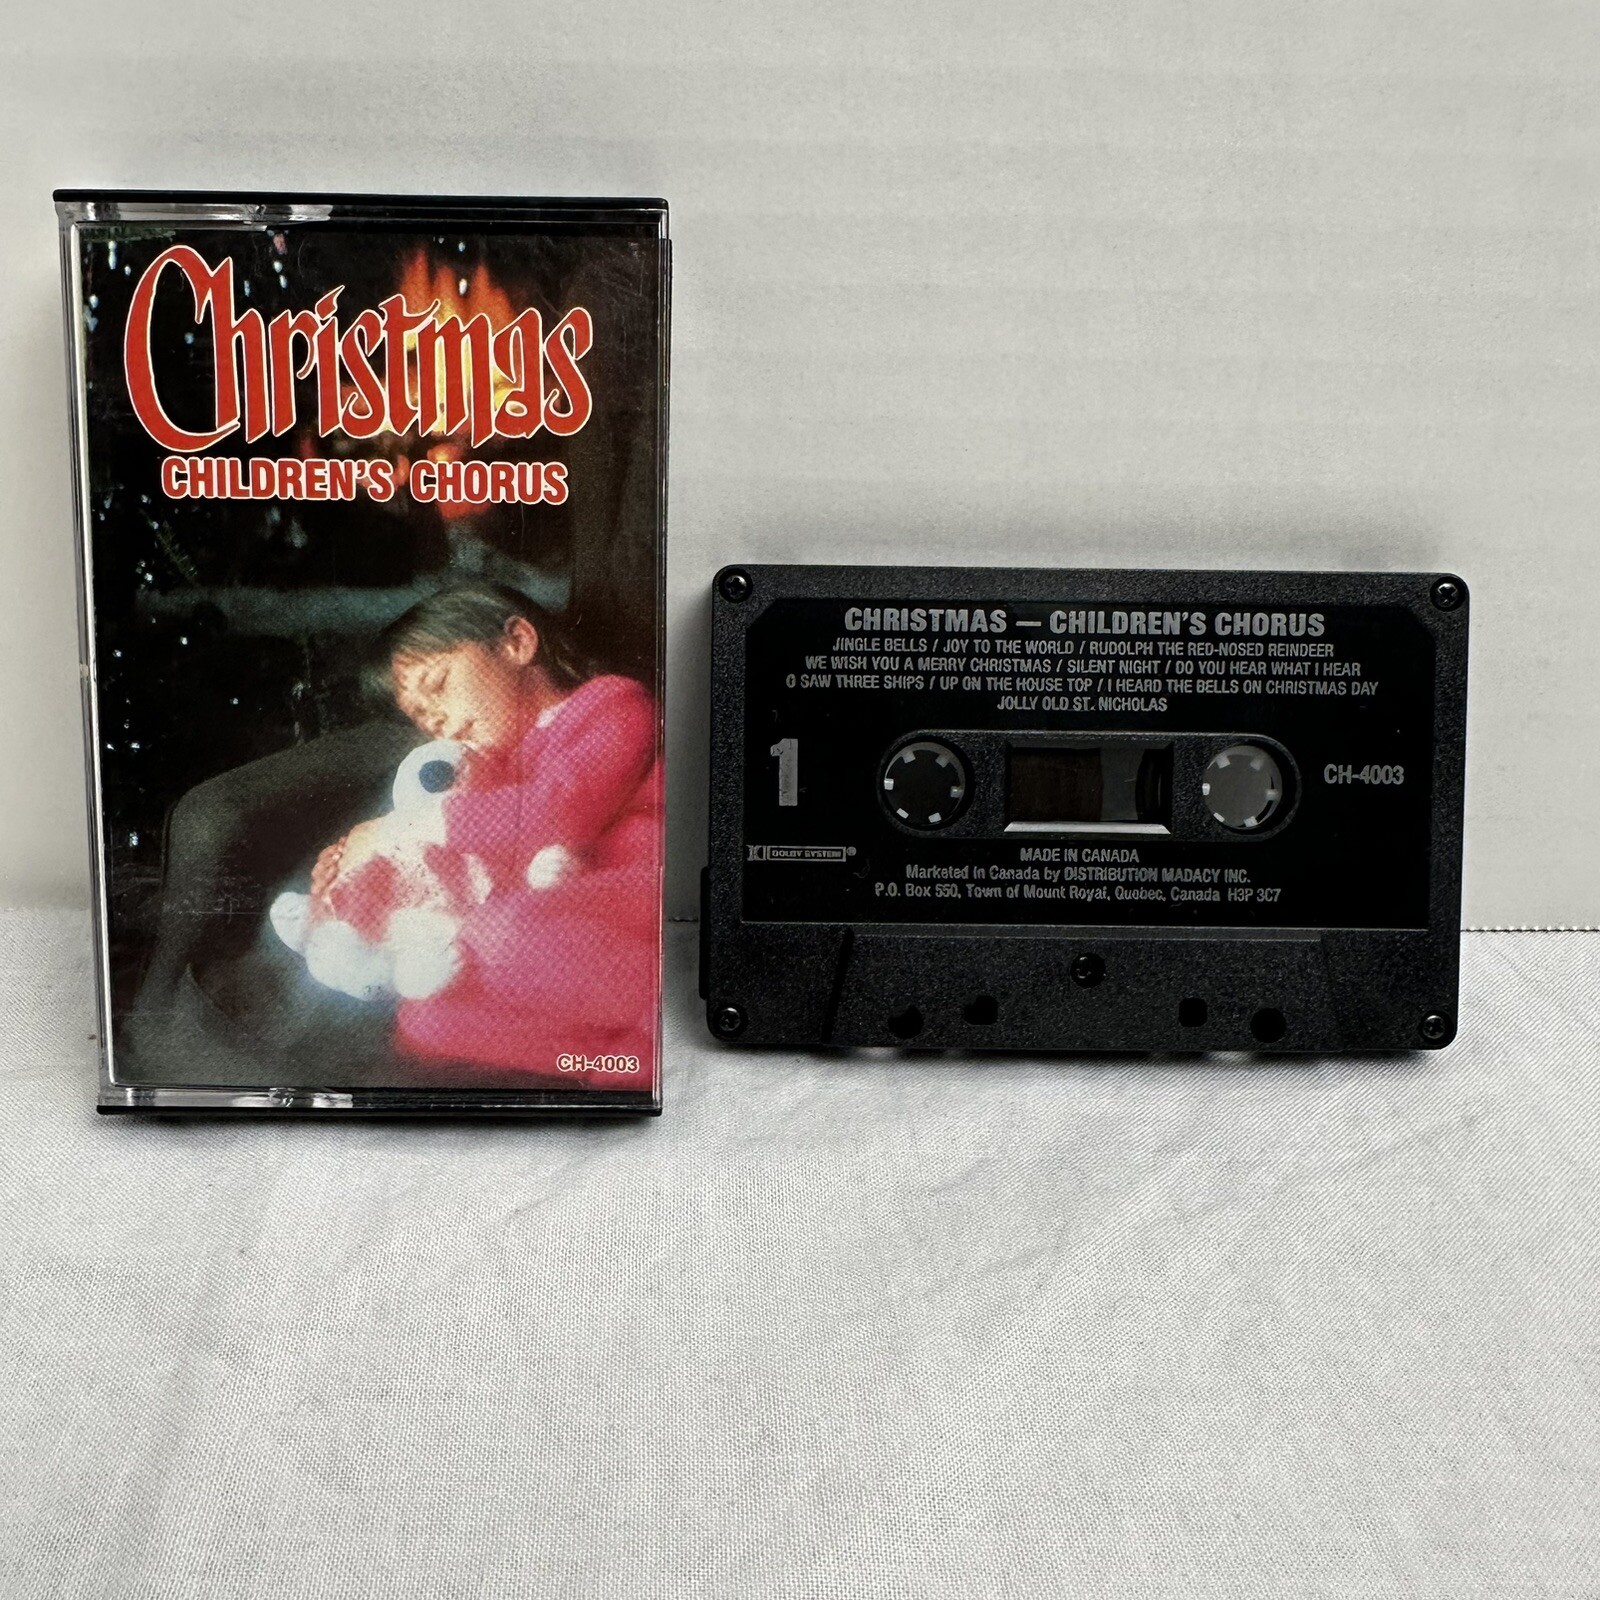 Christmas
CHILDREN'S CHORUS
CH-4003
CHRISTMAS — CHILDREN'S CHORUS
JINGLE BELLS / JOY TO THE WORLD / RUDOLPH THE RED-NOSED REINDEER
WE WISH YOU A MERRY CHRISTMAS / SILENT NIGHT / DO YOU HEAR WHAT I HEAR
O SAW THREE SHIPS / UP ON THE HOUSE TOP / I HEARD THE BELLS ON CHRISTMAS DAY
JOLLY OLD ST. NICHOLAS
1
CH-4003
DOLBY SYSTEM®
MADE IN CANADA
Marketed in Canada by DISTRIBUTION MADACY INC.
P.O. Box 550, Town of Mount Royal, Quebec, Canada H3P 3C7